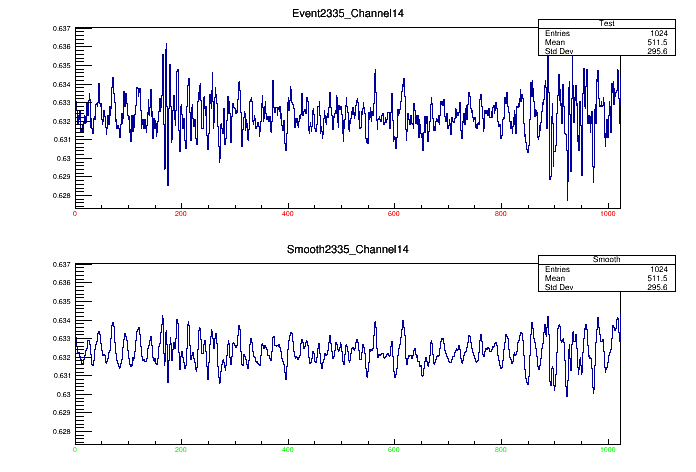 Event2335_Channel14
Test
Entries 1024
Mean 511.5
Std Dev 295.6
0.637
0.636
0.635
0.634
0.633
0.632
0.631
0.63
0.629
0.628
0 200 400 600 800 1000
Smooth2335_Channel14
Smooth
Entries 1024
Mean 511.5
Std Dev 295.6
0.637
0.636
0.635
0.634
0.633
0.632
0.631
0.63
0.629
0.628
0 200 400 600 800 1000